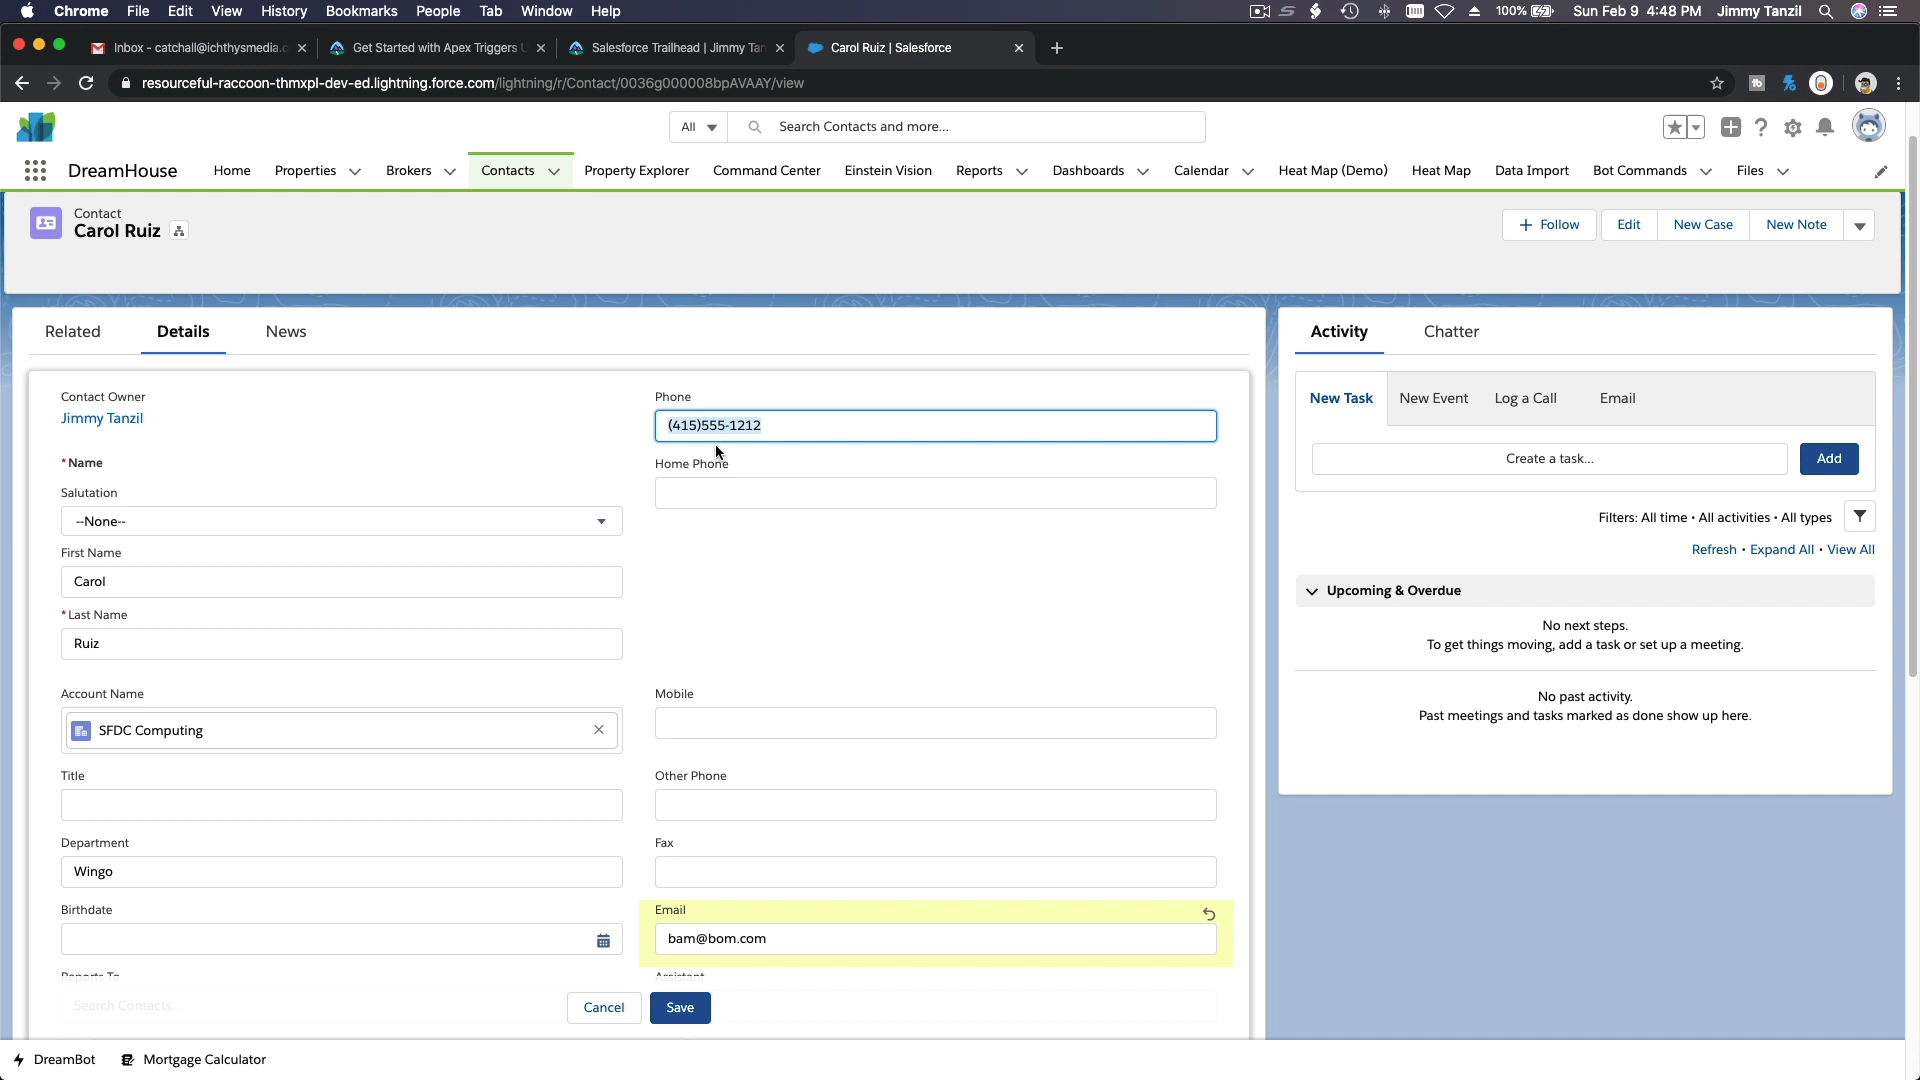 Chrome File Edit View History Bookmarks People Tab Window Help 100% Sun Feb 9 4:48 PM Jimmy Tanzil
Inbox - catchall@ichthysmedia.c Get Started with Apex Triggers U Salesforce Trailhead | Jimmy Tan Carol Ruiz | Salesforce
resourceful-raccoon-thmxpl-dev-ed.lightning.force.com/lightning/r/Contact/0036g000008bpAVAAY/view
All Search Contacts and more...
DreamHouse Home Properties Brokers Contacts Property Explorer Command Center Einstein Vision Reports Dashboards Calendar Heat Map (Demo) Heat Map Data Import Bot Commands Files
Contact
Carol Ruiz
Follow Edit New Case New Note
Related Details News
Contact Owner
Jimmy Tanzil
Phone
(415)555-1212
*Name
Home Phone
Salutation
--None--
First Name
Carol
*Last Name
Ruiz
Account Name
SFDC Computing
Mobile
Title
Other Phone
Department
Wingo
Fax
Birthdate
Email
bam@bom.com
Reports To
Assistant
Search Contacts...
Cancel Save
Activity Chatter
New Task New Event Log a Call Email
Create a task... Add
Filters: All time • All activities • All types
Refresh • Expand All • View All
Upcoming & Overdue
No next steps.
To get things moving, add a task or set up a meeting.
No past activity.
Past meetings and tasks marked as done show up here.
DreamBot Mortgage Calculator